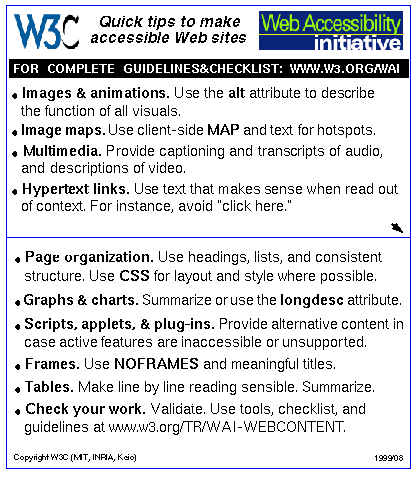 W3C Quick tips to make accessible Web sites
Web Accessibility initiative
FOR COMPLETE GUIDELINES&CHECKLIST: WWW.W3.ORG/WAI
• Images & animations. Use the alt attribute to describe
the function of all visuals.
• Image maps. Use client-side MAP and text for hotspots.
• Multimedia. Provide captioning and transcripts of audio,
and descriptions of video.
• Hypertext links. Use text that makes sense when read out
of context. For instance, avoid "click here."
• Page organization. Use headings, lists, and consistent
structure. Use CSS for layout and style where possible.
• Graphs & charts. Summarize or use the longdesc attribute.
• Scripts, applets, & plug-ins. Provide alternative content in
case active features are inaccessible or unsupported.
• Frames. Use NOFRAMES and meaningful titles.
• Tables. Make line by line reading sensible. Summarize.
• Check your work. Validate. Use tools, checklist, and
guidelines at www.w3.org/TR/WAI-WEBCONTENT.
Copyright W3C (MIT, INRIA, Keio) 1999/08